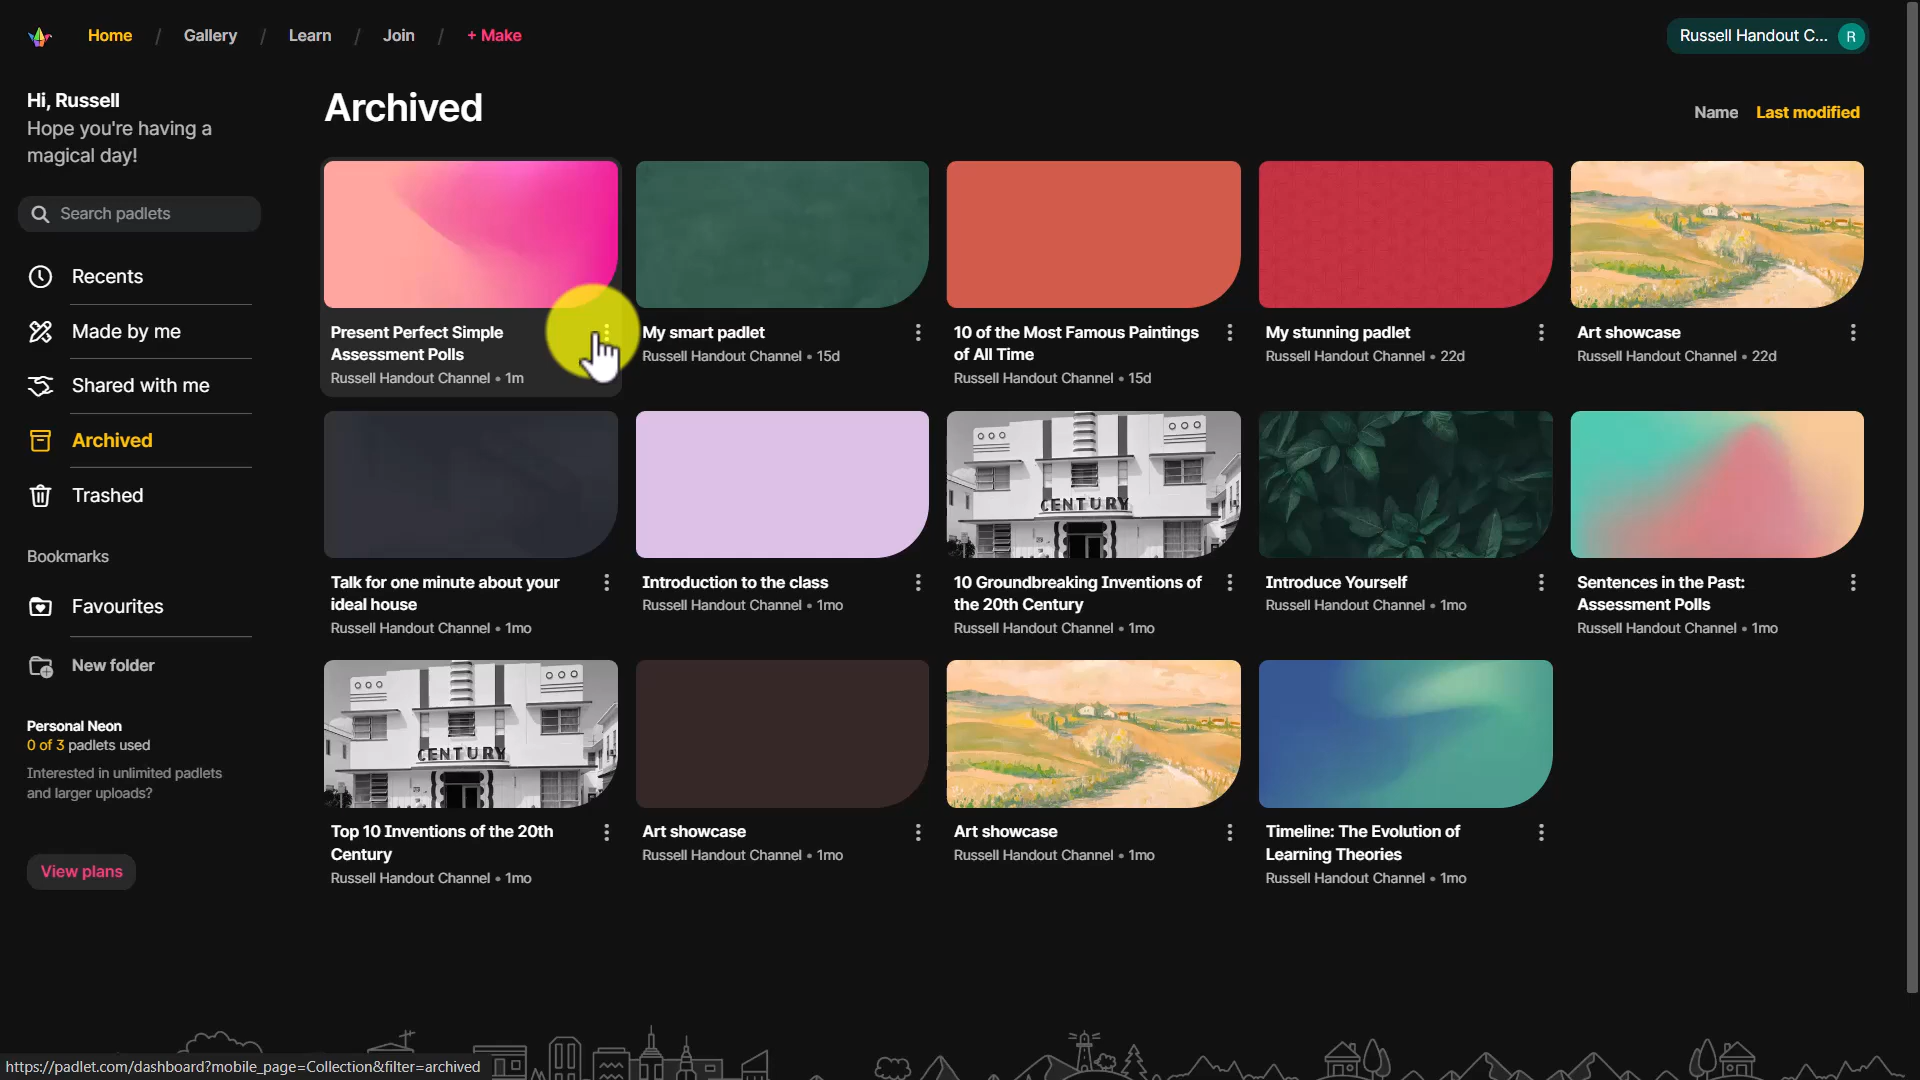 Home / Gallery / Learn / Join / + Make
Russell Handout C... R
Hi, Russell
Hope you're having a
magical day!
Search padlets
Recents
Made by me
Shared with me
Archived
Trashed
Bookmarks
Favourites
New folder
Personal Neon
0 of 3 padlets used
Interested in unlimited padlets
and larger uploads?
View plans
Archived
Name Last modified
Present Perfect Simple
Assessment Polls
Russell Handout Channel • 1m
My smart padlet
Russell Handout Channel • 15d
10 of the Most Famous Paintings
of All Time
Russell Handout Channel • 15d
My stunning padlet
Russell Handout Channel • 22d
Art showcase
Russell Handout Channel • 22d
Talk for one minute about your
ideal house
Russell Handout Channel • 1mo
Introduction to the class
Russell Handout Channel • 1mo
CENTURY
10 Groundbreaking Inventions of
the 20th Century
Russell Handout Channel • 1mo
Introduce Yourself
Russell Handout Channel • 1mo
Sentences in the Past:
Assessment Polls
Russell Handout Channel • 1mo
CENTURY
Top 10 Inventions of the 20th
Century
Russell Handout Channel • 1mo
Art showcase
Russell Handout Channel • 1mo
Art showcase
Russell Handout Channel • 1mo
Timeline: The Evolution of
Learning Theories
Russell Handout Channel • 1mo
https://padlet.com/dashboard?mobile_page=Collection&filter=archived